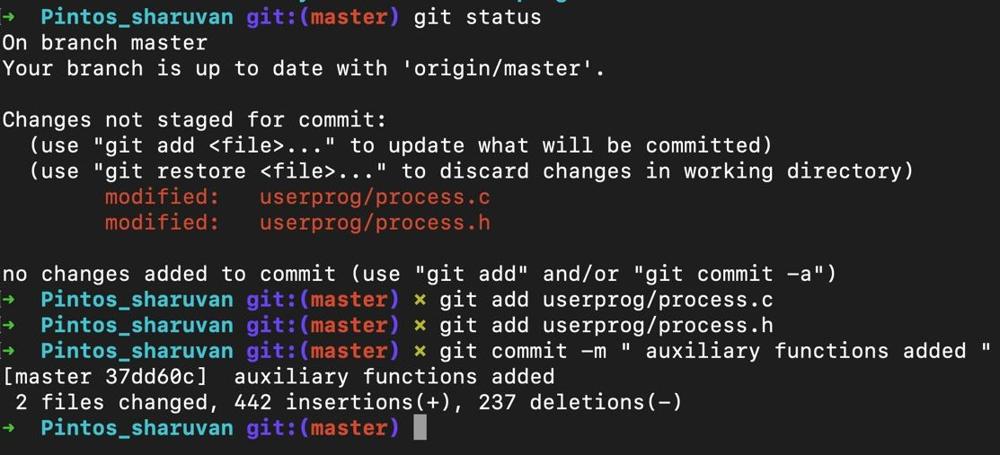 ➜  Pintos_sharuvan git:(master) git status
On branch master
Your branch is up to date with 'origin/master'.

Changes not staged for commit:
  (use "git add <file>..." to update what will be committed)
  (use "git restore <file>..." to discard changes in working directory)
        modified:   userprog/process.c
        modified:   userprog/process.h

no changes added to commit (use "git add" and/or "git commit -a")
➜  Pintos_sharuvan git:(master) × git add userprog/process.c
➜  Pintos_sharuvan git:(master) × git add userprog/process.h
➜  Pintos_sharuvan git:(master) × git commit -m " auxiliary functions added "
[master 37dd60c]  auxiliary functions added
 2 files changed, 442 insertions(+), 237 deletions(-)
➜  Pintos_sharuvan git:(master)